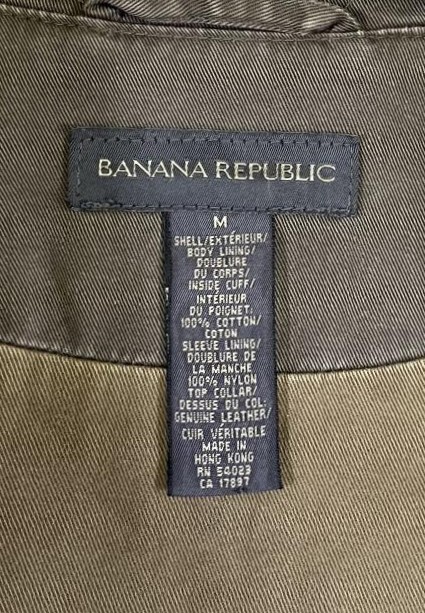 BANANA REPUBLIC
M
SHELL/EXTÉRIEUR/
BODY LINING/
DOUBLURE
DU CORPS/
INSIDE CUFF/
INTÉRIEUR
DU POIGNET:
100% COTTON/
COTON
SLEEVE LINING/
DOUBLURE DE
LA MANCHE
100% NYLON
TOP COLLAR/
DESSUS DU COL:
GENUINE LEATHER/
CUIR VÉRITABLE
MADE IN
HONG KONG
RN 54023
CA 17897